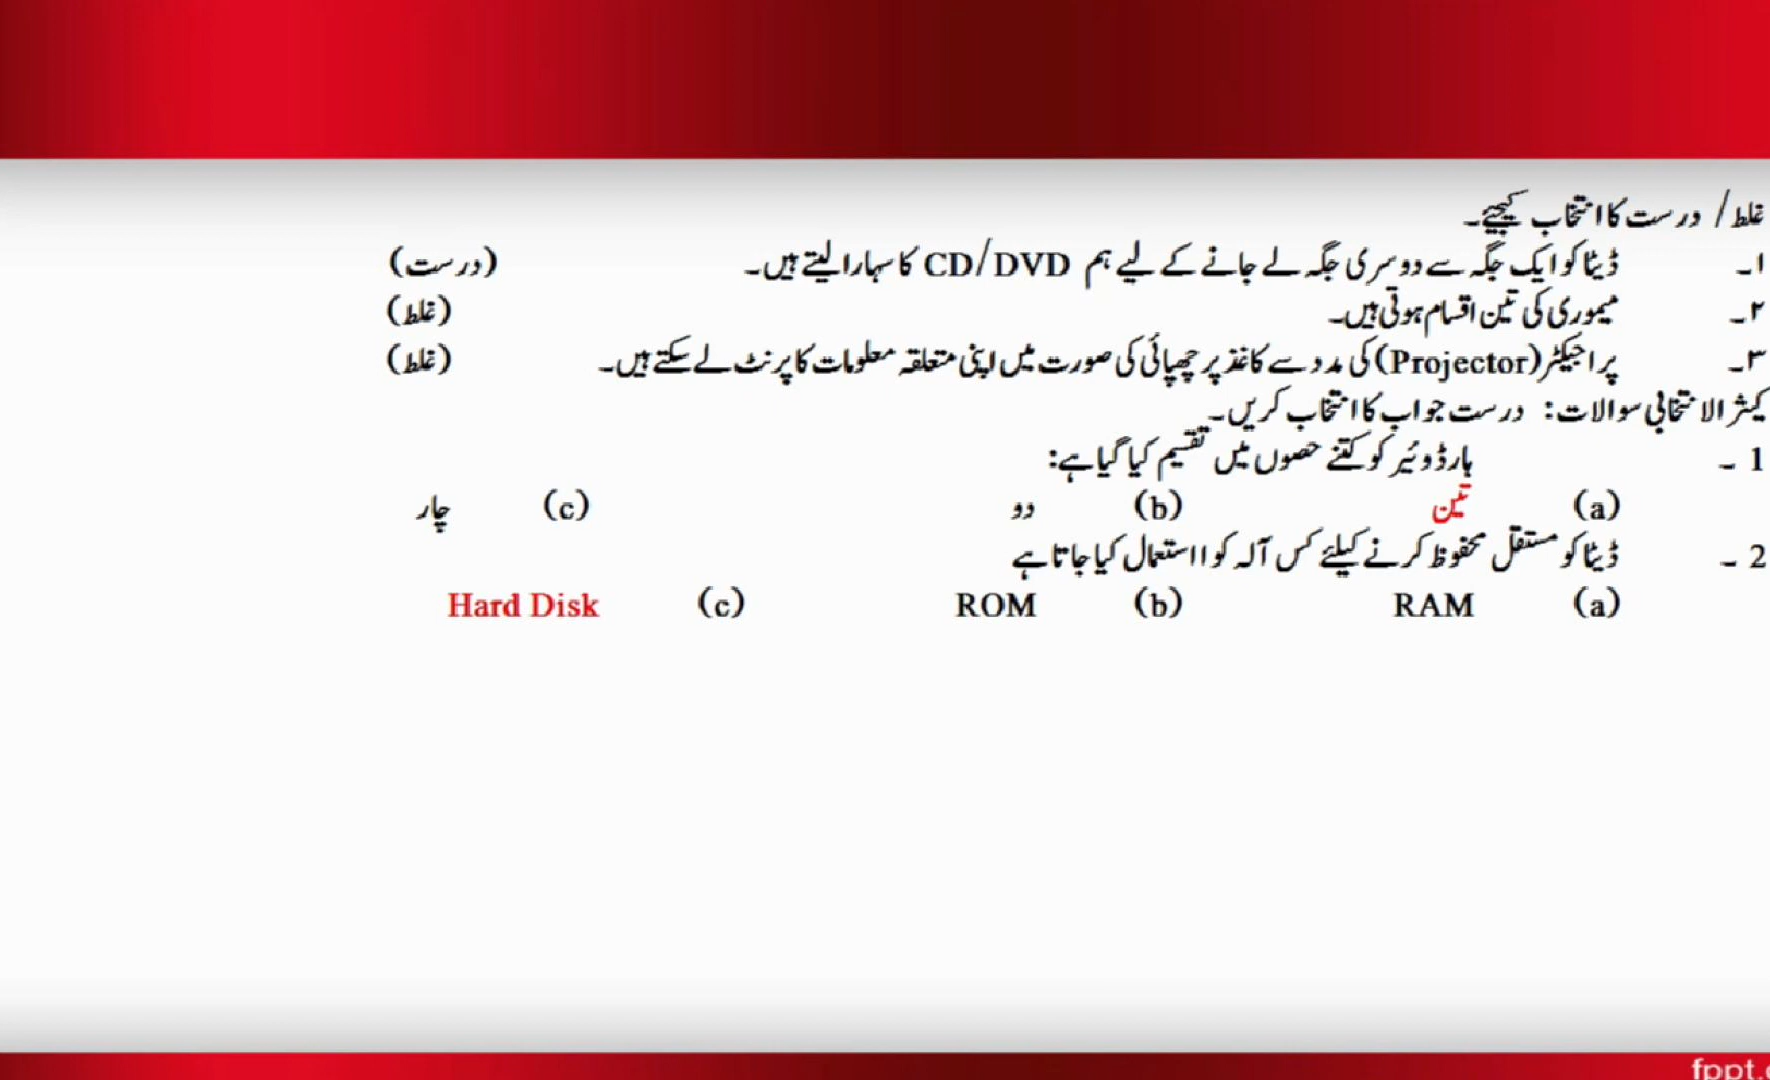 غلط / درست کا انتخاب کیجیئے۔
۱۔ ڈیٹا کو ایک جگہ سے دوسری جگہ لے جانے کے لیے ہم CD/DVD کا سہارا لیتے ہیں۔ (درست)
۲۔ میموری کی تین اقسام ہوتی ہیں۔ (غلط)
۳۔ پراجیکٹر (Projector) کی مدد سے کاغذ پر چھپائی کی صورت میں اپنی متعلقہ معلومات کا پرنٹ لے سکتے ہیں۔ (غلط)
کیثر الانتخابی سوالات: درست جواب کا انتخاب کریں۔
1 ۔ ہارڈوئیر کو کتنے حصوں میں تقسیم کیا گیا ہے:
(a) تین (b) دو (c) چار
2 ۔ ڈیٹا کو مستقل محفوظ کرنے کیلئے کس آلہ کو ااستعمال کیا جاتا ہے
(a) RAM (b) ROM (c) Hard Disk